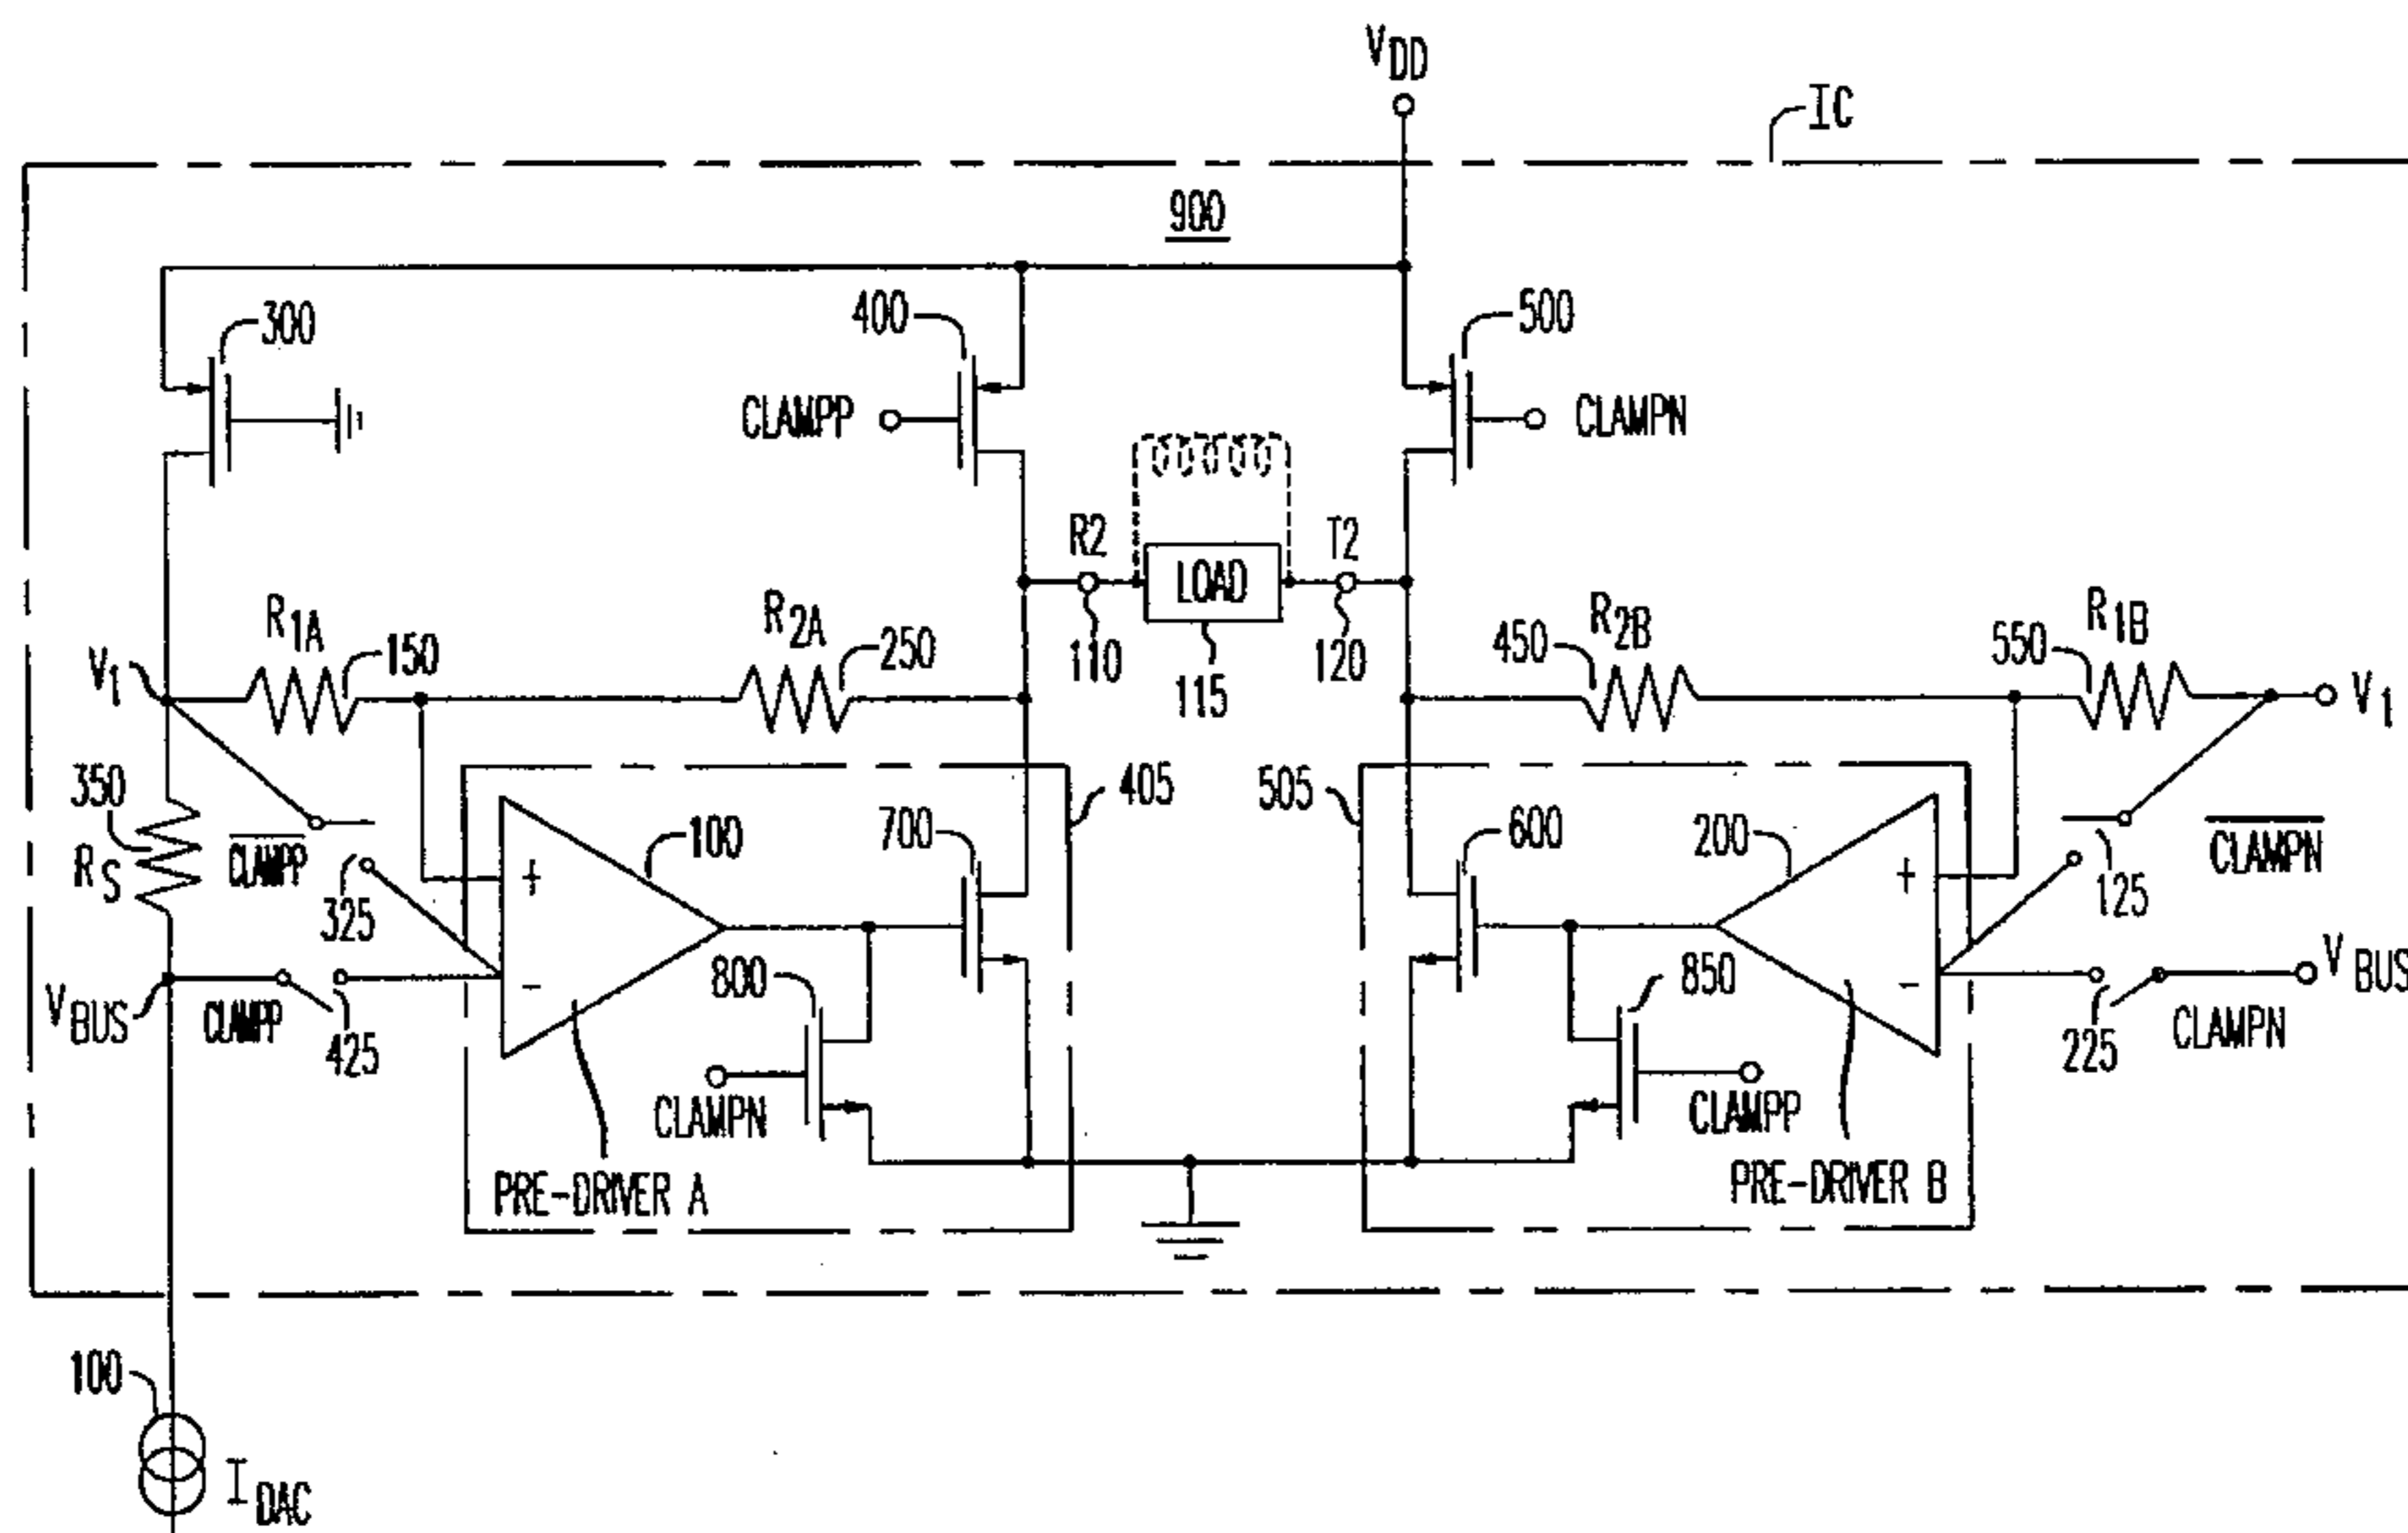 VDD
IC
900
300
400
500
CLAMPP
CLAMPN
R2
LOAD
T2
R1A
150
R2A
250
110
115
120
450
R2B
550
R1B
V1
V1
350
RS
CLAMPP
325
405
505
100
700
600
200
+
+
125
CLAMPN
VBUS
CLAMPP
425
-
800
850
-
225
CLAMPN
VBUS
CLAMPN
CLAMPP
PRE-DRIVER A
PRE-DRIVER B
100
IDAC